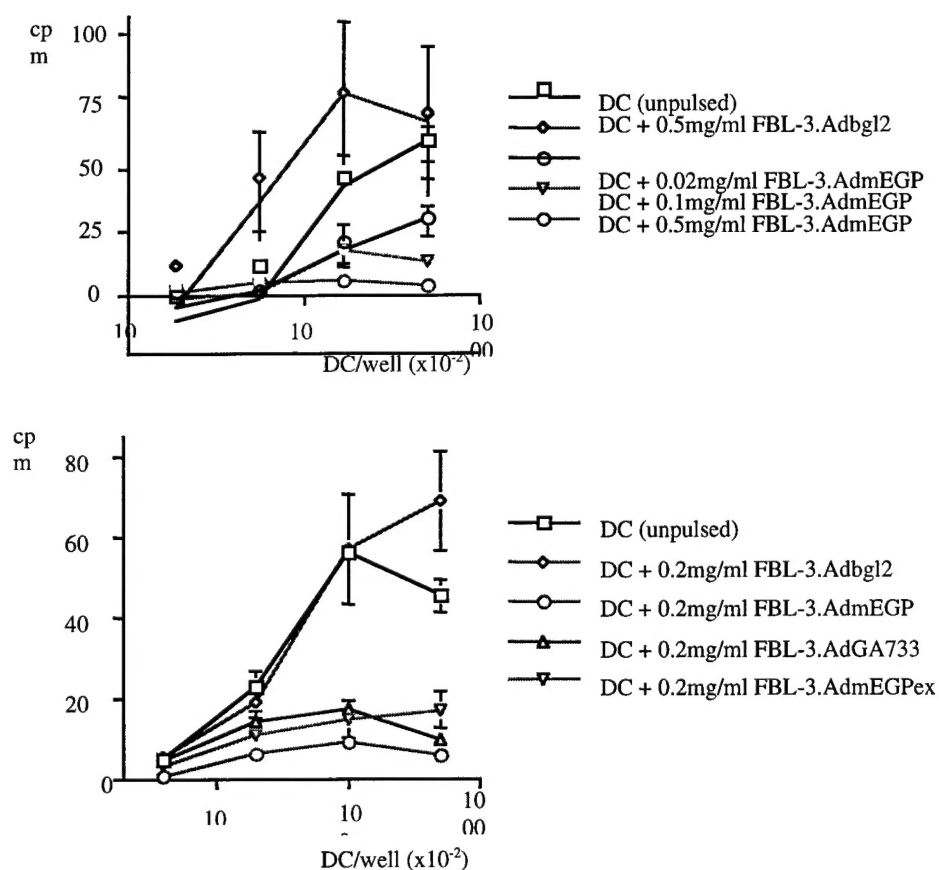 cp
m
100
75
50
25
0
10
10
10
00
DC/well (x10⁻²)
DC (unpulsed)
DC + 0.5mg/ml FBL-3.Adbgl2
DC + 0.02mg/ml FBL-3.AdmEGP
DC + 0.1mg/ml FBL-3.AdmEGP
DC + 0.5mg/ml FBL-3.AdmEGP
cp
m
80
60
40
20
0
10
10
10
00
DC/well (x10⁻²)
DC (unpulsed)
DC + 0.2mg/ml FBL-3.Adbgl2
DC + 0.2mg/ml FBL-3.AdmEGP
DC + 0.2mg/ml FBL-3.AdGA733
DC + 0.2mg/ml FBL-3.AdmEGPex